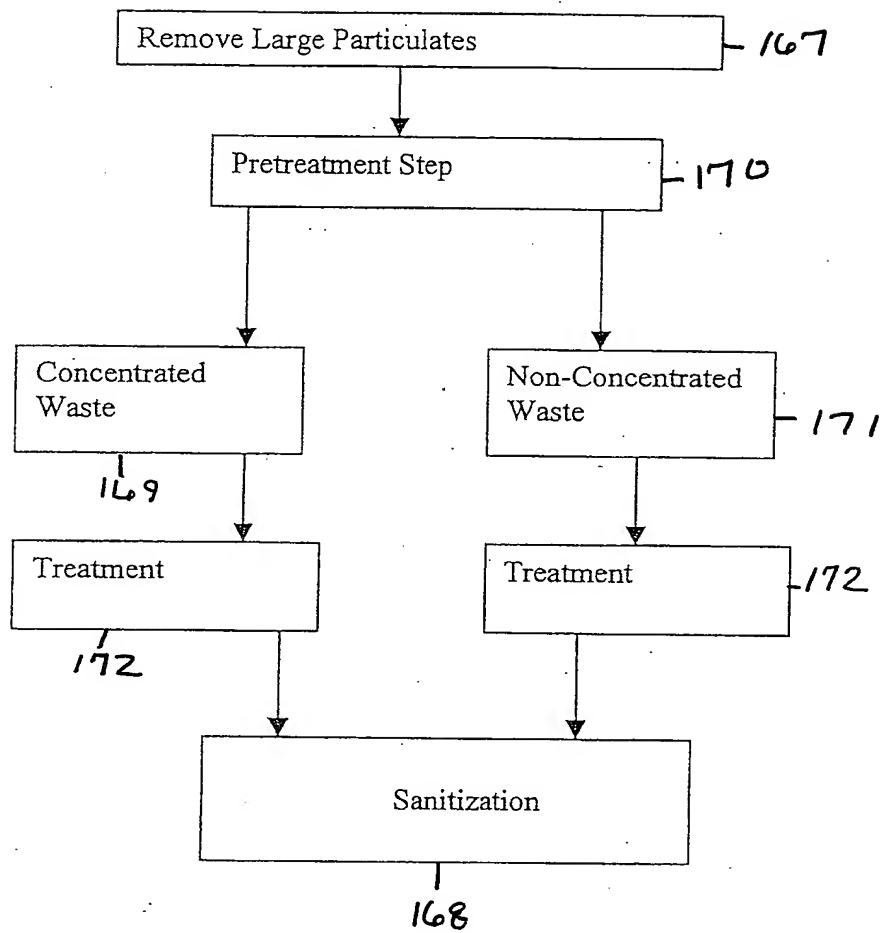 Remove Large Particulates
167
Pretreatment Step
170
Concentrated
Waste
169
Non-Concentrated
Waste
171
Treatment
172
Treatment
172
Sanitization
168